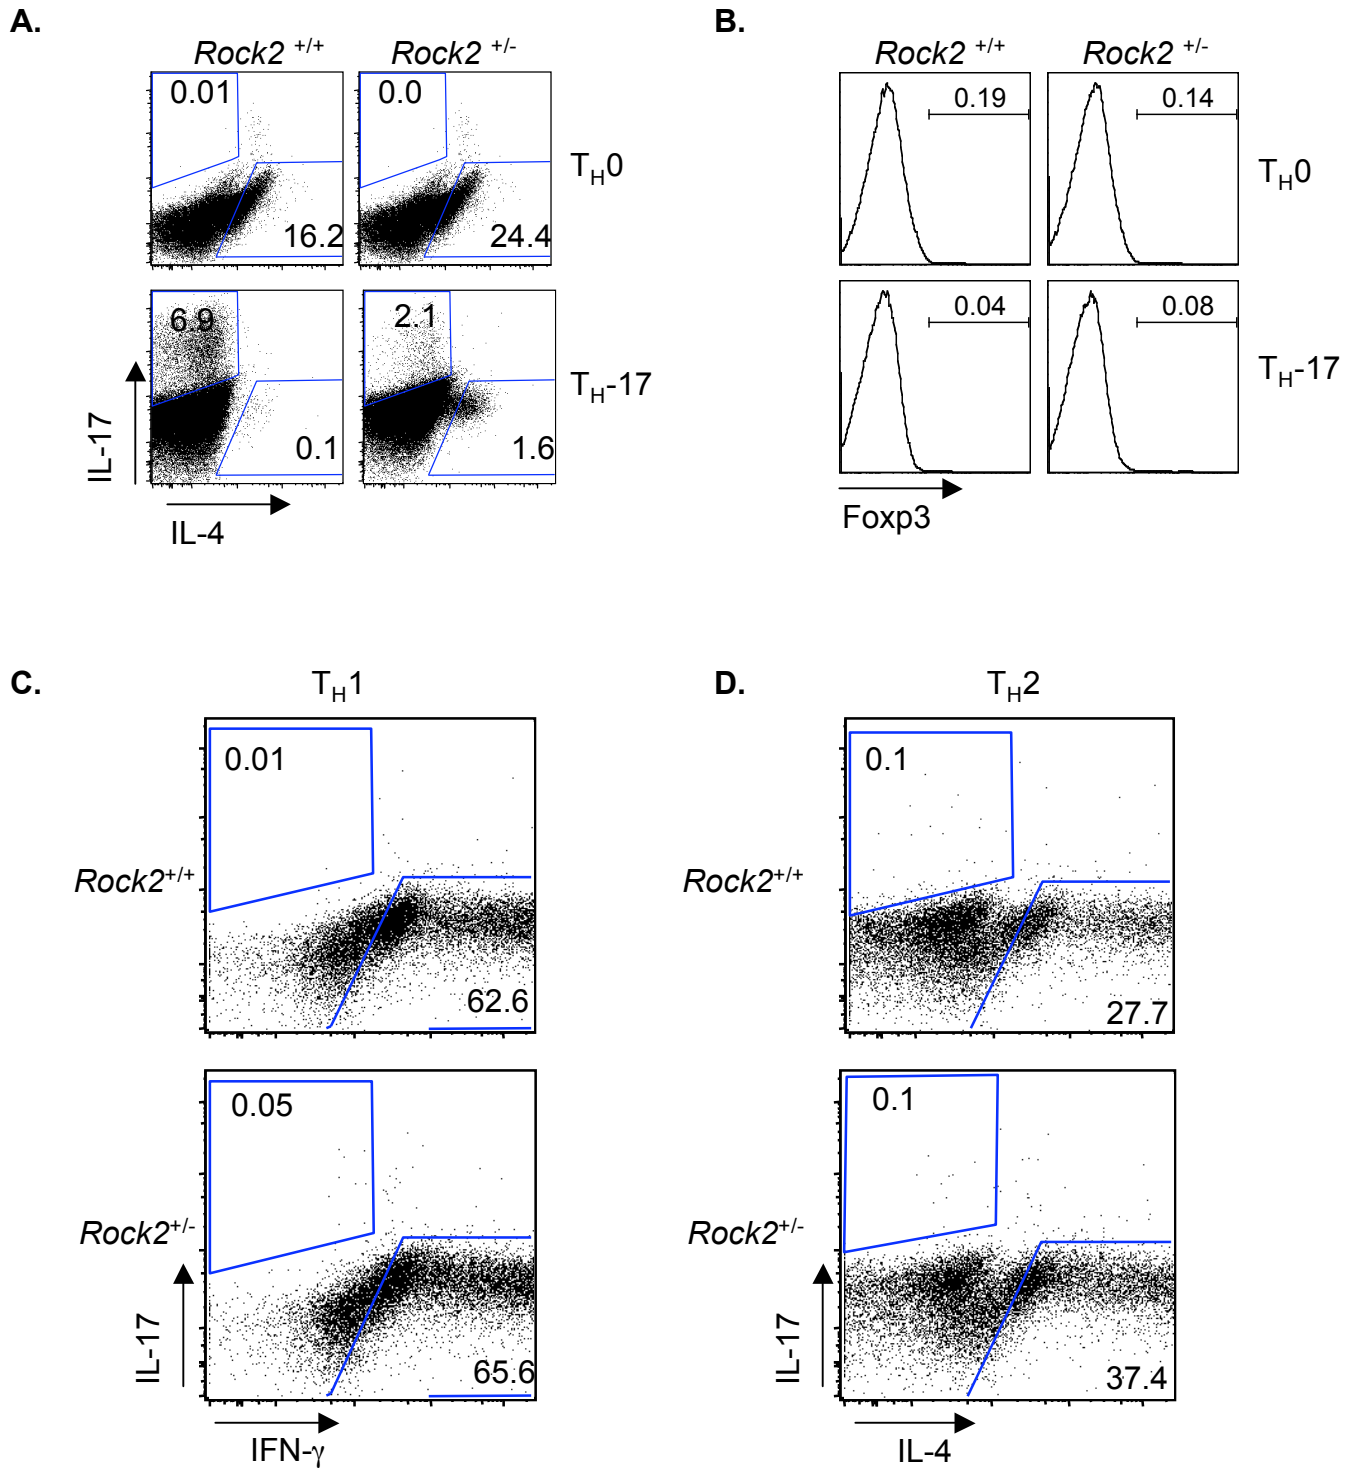 A.
Rock2 +/+
Rock2 +/-
0.01
0.0
16.2
24.4
TH0
6.9
2.1
0.1
1.6
TH-17
IL-17
IL-4
B.
Rock2 +/+
Rock2 +/-
0.19
0.14
TH0
0.04
0.08
TH-17
Foxp3
C.
TH1
Rock2+/+
0.01
62.6
Rock2+/-
0.05
65.6
IL-17
IFN-γ
D.
TH2
Rock2+/+
0.1
27.7
Rock2+/-
0.1
37.4
IL-17
IL-4